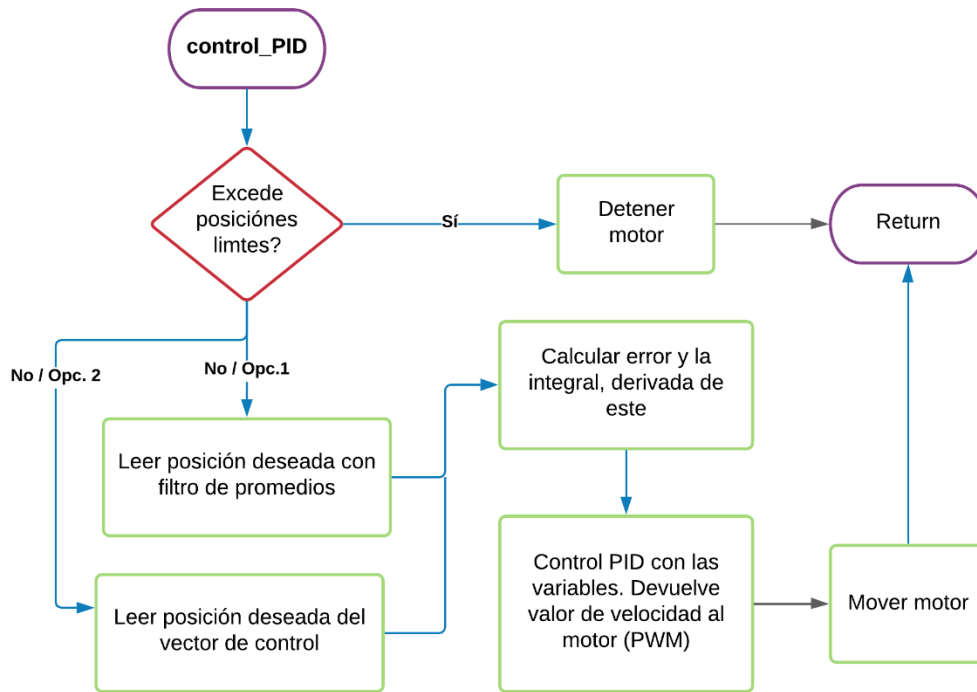 control_PID
Excede
posiciónes
limtes?
Sí
Detener
motor
Return
No / Opc. 2
No / Opc.1
Calcular error y la
integral, derivada de
este
Leer posición deseada con
filtro de promedios
Control PID con las
variables. Devuelve
valor de velocidad al
motor (PWM)
Mover motor
Leer posición deseada del
vector de control